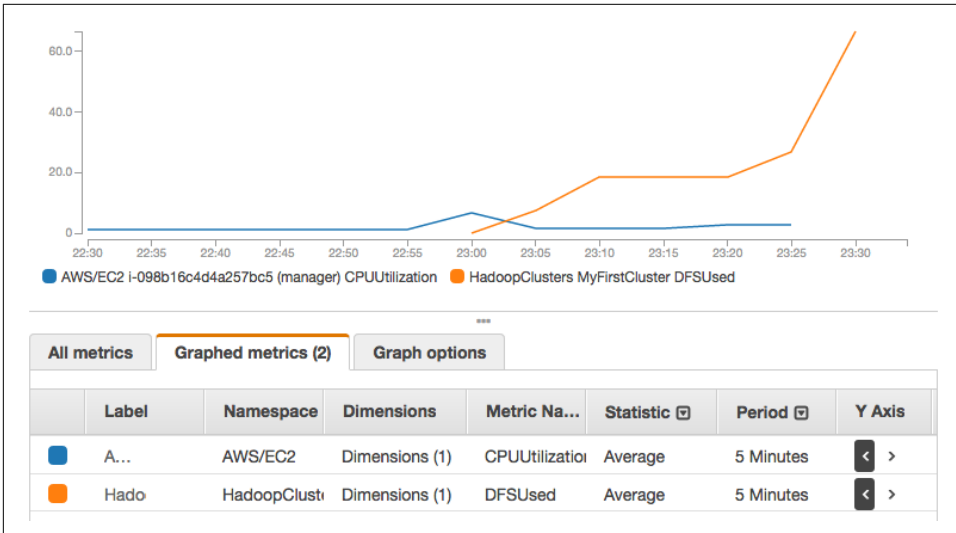 60.0
40.0
20.0
0
22:30 22:35 22:40 22:45 22:50 22:55 23:00 23:05 23:10 23:15 23:20 23:25 23:30
AWS/EC2 i-098b16c4d4a257bc5 (manager) CPUUtilization HadoopClusters MyFirstCluster DFSUsed
All metrics Graphed metrics (2) Graph options
Label Namespace Dimensions Metric Na... Statistic Period Y Axis
A... AWS/EC2 Dimensions (1) CPUUtilization Average 5 Minutes < >
Hado HadoopCluste Dimensions (1) DFSUsed Average 5 Minutes < >